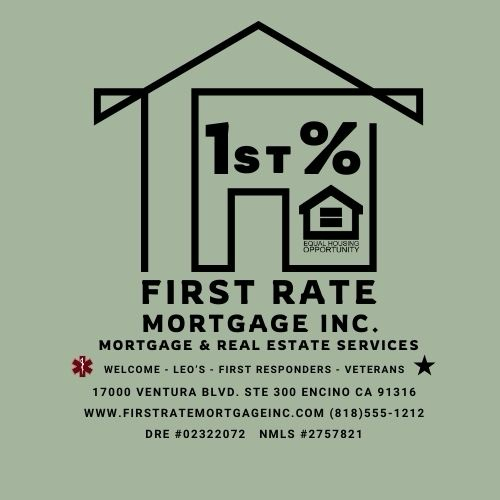 1ST %
EQUAL HOUSING
OPPORTUNITY
FIRST RATE
MORTGAGE INC.
MORTGAGE & REAL ESTATE SERVICES
WELCOME - LEO'S - FIRST RESPONDERS - VETERANS
17000 VENTURA BLVD. STE 300 ENCINO CA 91316
WWW.FIRSTRATEMORTGAGEINC.COM (818)555-1212
DRE #02322072 NMLS #2757821